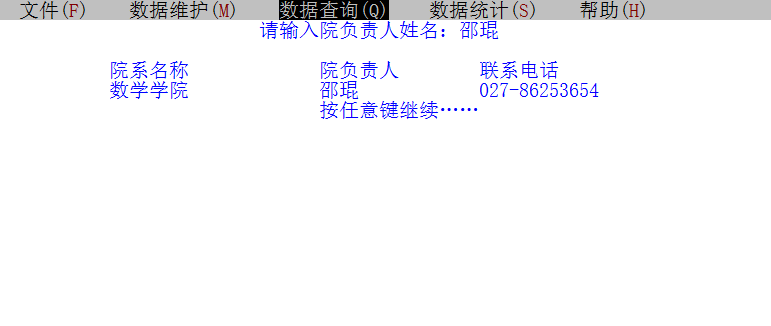 文件(F) 数据维护(M) 数据查询(Q) 数据统计(S) 帮助(H)
请输入院负责人姓名：邵琨
院系名称 院负责人 联系电话
数学学院 邵琨 027-86253654
按任意键继续……